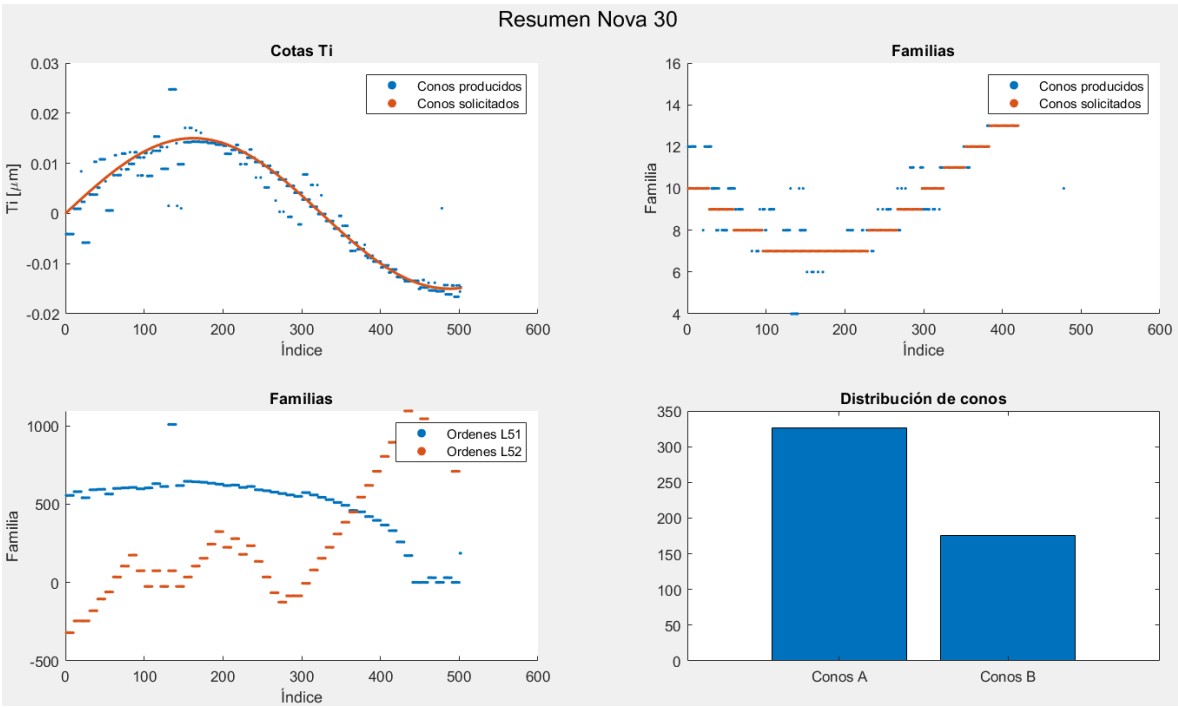 Resumen Nova 30
Cotas Ti
0.03
0.02
0.01
0
-0.01
-0.02
Ti [μm]
0 100 200 300 400 500 600
Índice
Conos producidos
Conos solicitados
Familias
16
14
12
10
8
6
4
Familia
0 100 200 300 400 500 600
Índice
Conos producidos
Conos solicitados
Familias
1000
500
0
-500
Familia
0 100 200 300 400 500 600
Índice
Ordenes L51
Ordenes L52
Distribución de conos
350
300
250
200
150
100
50
0
Conos A Conos B